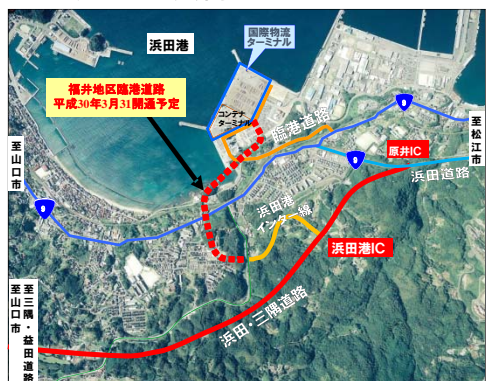 浜田港
国際物流
ターミナル
福井地区臨港道路
平成30年3月31開通予定
コンテナ
ターミナル
臨港道路
9
至松江市
至山口市
原井IC
9
浜田道路
9
浜田港
インター線
浜田港IC
浜田・三隅道路
至三隅・益田道路
至山口市